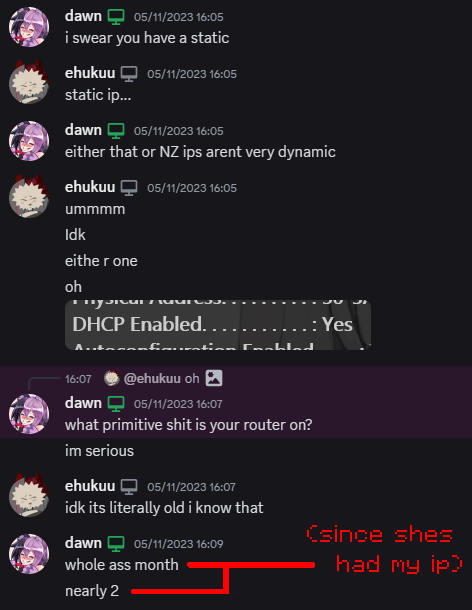 dawn 05/11/2023 16:05
i swear you have a static
ehukuu 05/11/2023 16:05
static ip...
dawn 05/11/2023 16:05
either that or NZ ips arent very dynamic
ehukuu 05/11/2023 16:05
ummmm
Idk
eithe r one
oh
Physical Address. . . . . . . . . . :
DHCP Enabled. . . . . . . . . . . : Yes
Autoconfiguration Enabled
16:07 @ehukuu oh
dawn 05/11/2023 16:07
what primitive shit is your router on?
im serious
ehukuu 05/11/2023 16:07
idk its literally old i know that
dawn 05/11/2023 16:09
whole ass month
nearly 2
(since shes
had my ip)